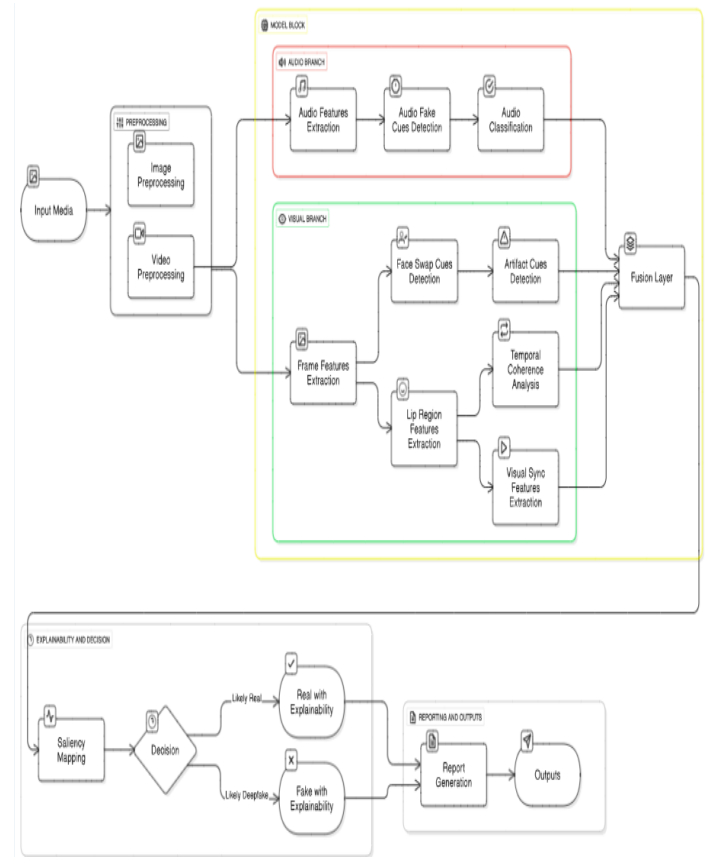 MODEL BLOCK
AUDIO BRANCH
Audio Features
Extraction
Audio Fake
Cues Detection
Audio
Classification
PREPROCESSING
Image
Preprocessing
Input Media
Video
Preprocessing
VISUAL BRANCH
Face Swap Cues
Detection
Artifact Cues
Detection
Fusion Layer
Frame Features
Extraction
Temporal
Coherence
Analysis
Lip Region
Features
Extraction
Visual Sync
Features
Extraction
EXPLAINABILITY AND DECISION
Saliency
Mapping
Decision
Likely Real
Real with
Explainability
Likely Deepfake
Fake with
Explainability
REPORTING AND OUTPUTS
Report
Generation
Outputs